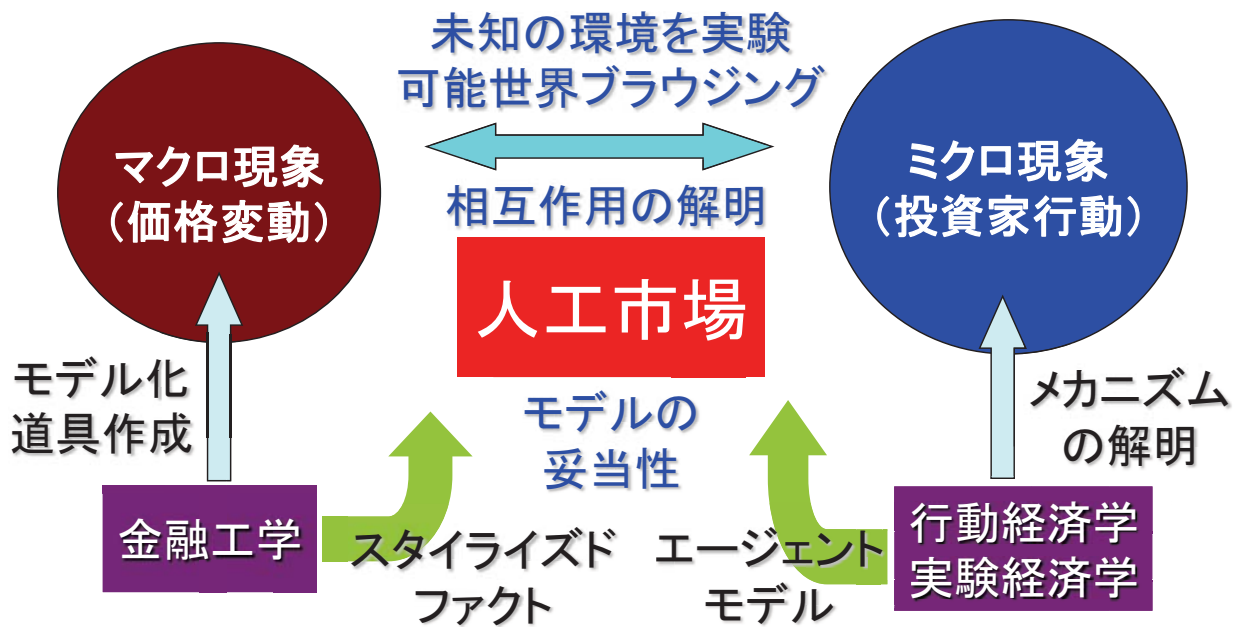 未知の環境を実験
可能世界ブラウジング
マクロ現象
（価格変動）
ミクロ現象
（投資家行動）
相互作用の解明
人工市場
モデル化
道具作成
モデルの
妥当性
メカニズム
の解明
金融工学
スタイライズド
ファクト
エージェント
モデル
行動経済学
実験経済学